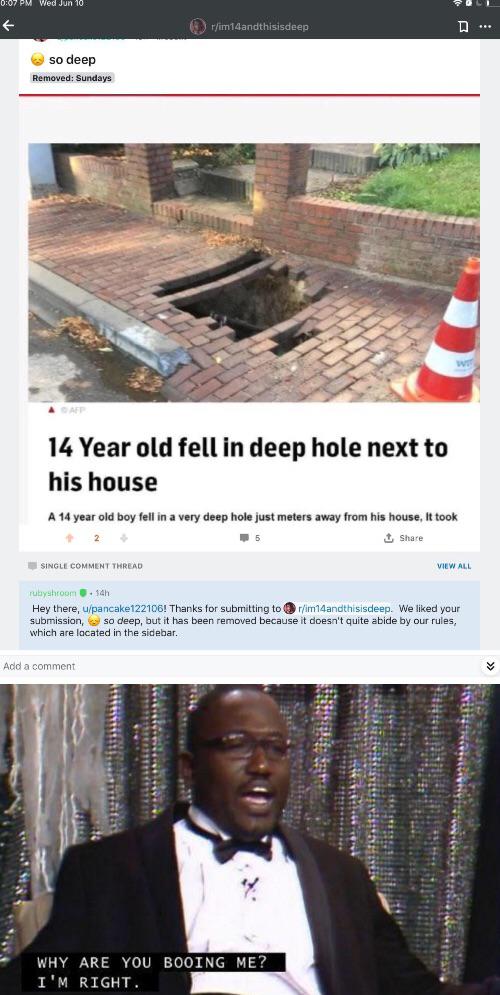 0:07 PM Wed Jun 10
r/im14andthisisdeep
so deep
Removed: Sundays
© AFP
14 Year old fell in deep hole next to
his house
A 14 year old boy fell in a very deep hole just meters away from his house, It took
2
5
Share
SINGLE COMMENT THREAD
VIEW ALL
rubyshroom • 14h
Hey there, u/pancake122106! Thanks for submitting to r/im14andthisisdeep. We liked your
submission, 😞 so deep, but it has been removed because it doesn't quite abide by our rules,
which are located in the sidebar.
Add a comment
WHY ARE YOU BOOING ME?
I'M RIGHT.